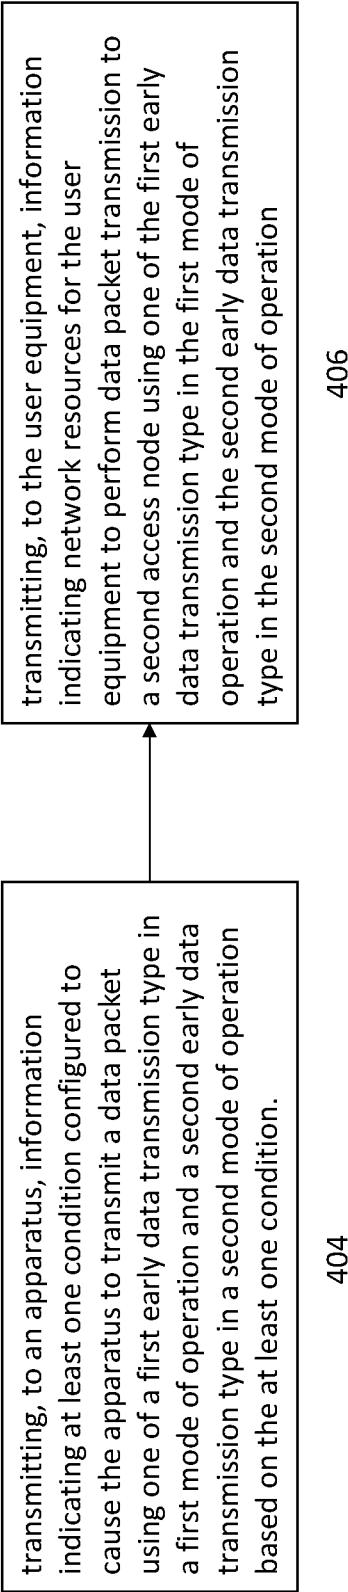 transmitting, to an apparatus, information
indicating at least one condition configured to
cause the apparatus to transmit a data packet
using one of a first early data transmission type in
a first mode of operation and a second early data
transmission type in a second mode of operation
based on the at least one condition.
404
transmitting, to the user equipment, information
indicating network resources for the user
equipment to perform data packet transmission to
a second access node using one of the first early
data transmission type in the first mode of
operation and the second early data transmission
type in the second mode of operation
406